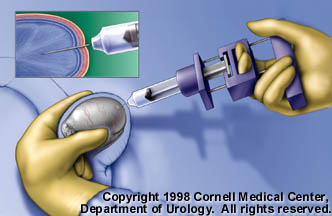 Copyright 1998 Cornell Medical Center,
Department of Urology. All rights reserved.